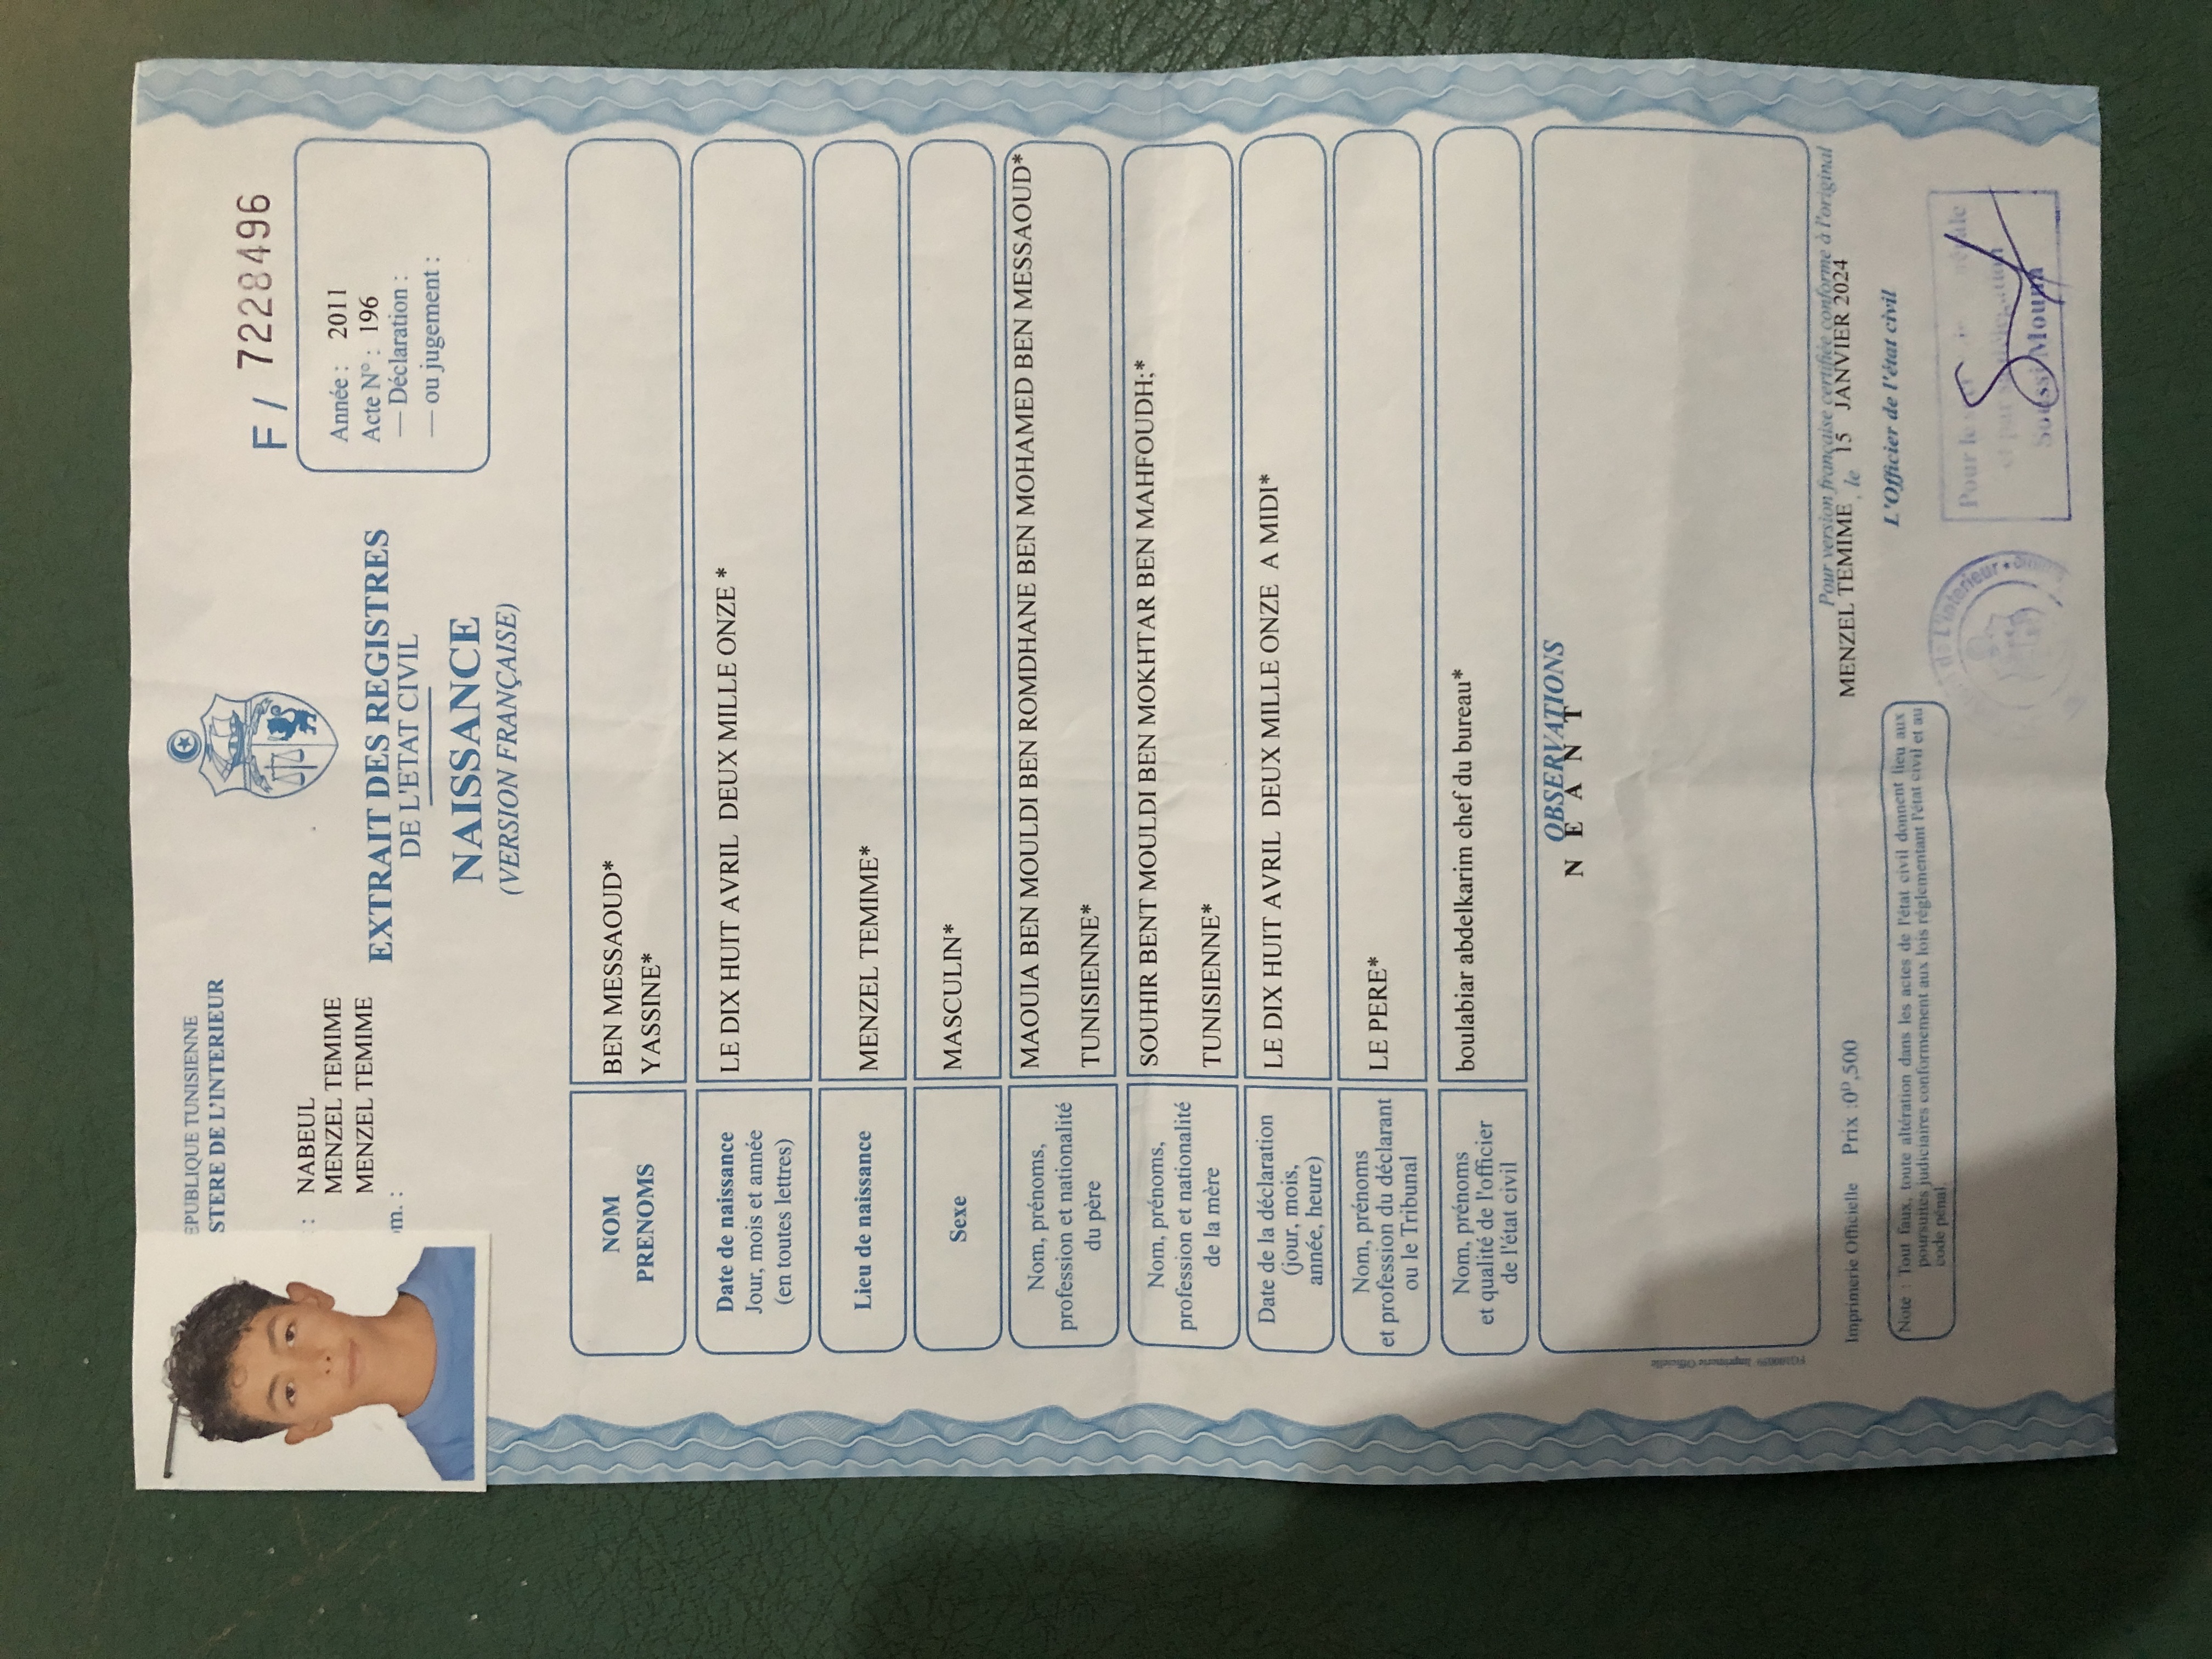 EPUBLIQUE TUNISIENNE
STERE DE L'INTERIEUR
: NABEUL
MENZEL TEMIME
MENZEL TEMIME
om. :
EXTRAIT DES REGISTRES
DE L'ETAT CIVIL
NAISSANCE
(VERSION FRANÇAISE)
F / 7228496
Année : 2011
Acte N° : 196
— Déclaration :
— ou jugement :
NOM
PRENOMS
BEN MESSAOUD*
YASSINE*
Date de naissance
Jour, mois et année
(en toutes lettres)
LE DIX HUIT AVRIL DEUX MILLE ONZE *
Lieu de naissance
MENZEL TEMIME*
Sexe
MASCULIN*
Nom, prénoms,
profession et nationalité
du père
MAOUIA BEN MOULDI BEN ROMDHANE BEN MOHAMED BEN MESSAOUD*
TUNISIENNE*
Nom, prénoms,
profession et nationalité
de la mère
SOUHIR BENT MOULDI BEN MOKHTAR BEN MAHFOUDH;*
TUNISIENNE*
Date de la déclaration
(jour, mois,
année, heure)
LE DIX HUIT AVRIL DEUX MILLE ONZE A MIDI*
Nom, prénoms
et profession du déclarant
ou le Tribunal
LE PERE*
Nom, prénoms
et qualité de l'officier
de l'état civil
boulabiar abdelkarim chef du bureau*
OBSERVATIONS
N E A N T
Imprimerie Officielle
Pour version française certifiée conforme à l'original
MENZEL TEMIME , le 15 JANVIER 2024
Imprimerie Officielle Prix :0ᴰ,500
L'Officier de l'état civil
Note : Tout faux, toute altération dans les actes de l'état civil donnent lieu aux
poursuites judiciaires conformement aux lois réglementant l'état civil et au
code pénal.
de L'Interieur
Pour le
Soussi Mounir